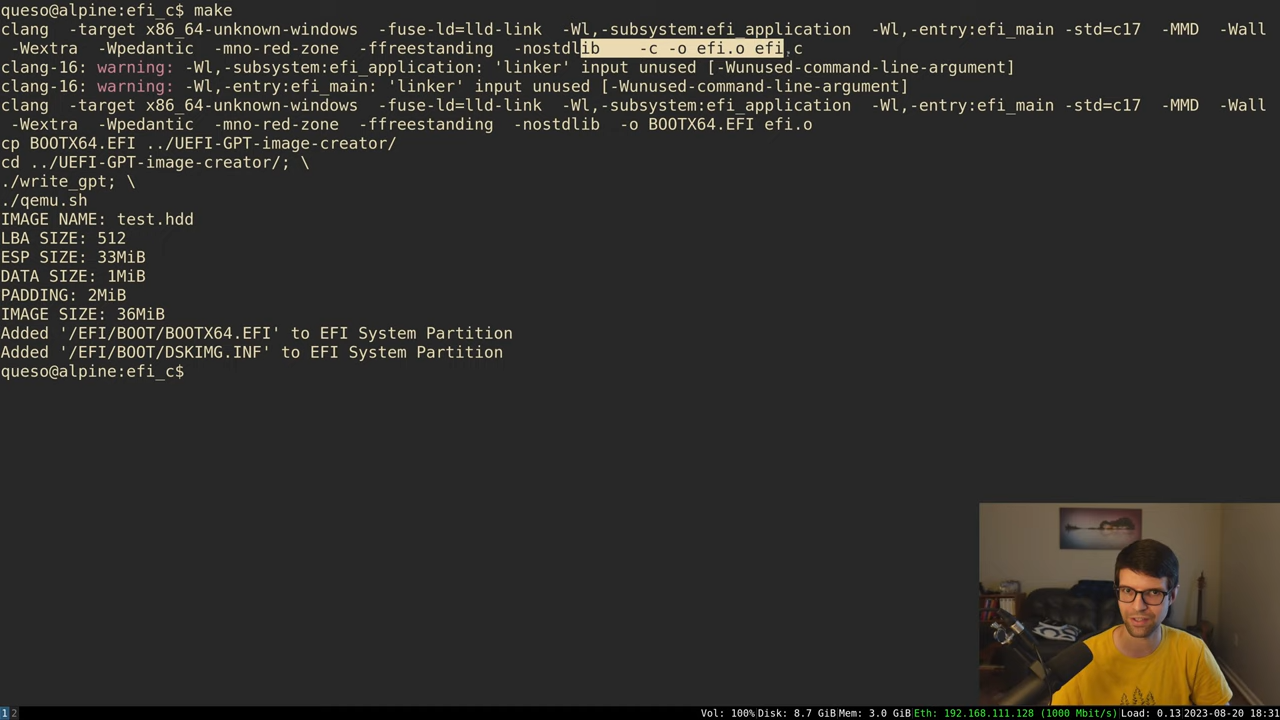 queso@alpine:efi_c$ make
clang  -target x86_64-unknown-windows  -fuse-ld=lld-link  -Wl,-subsystem:efi_application  -Wl,-entry:efi_main -std=c17  -MMD  -Wall
 -Wextra  -Wpedantic  -mno-red-zone  -ffreestanding  -nostdlib    -c -o efi.o efi.c
clang-16: warning: -Wl,-subsystem:efi_application: 'linker' input unused [-Wunused-command-line-argument]
clang-16: warning: -Wl,-entry:efi_main: 'linker' input unused [-Wunused-command-line-argument]
clang  -target x86_64-unknown-windows  -fuse-ld=lld-link  -Wl,-subsystem:efi_application  -Wl,-entry:efi_main -std=c17  -MMD  -Wall
 -Wextra  -Wpedantic  -mno-red-zone  -ffreestanding  -nostdlib  -o BOOTX64.EFI efi.o
cp BOOTX64.EFI ../UEFI-GPT-image-creator/
cd ../UEFI-GPT-image-creator/; \
./write_gpt; \
./qemu.sh
IMAGE NAME: test.hdd
LBA SIZE: 512
ESP SIZE: 33MiB
DATA SIZE: 1MiB
PADDING: 2MiB
IMAGE SIZE: 36MiB
Added '/EFI/BOOT/BOOTX64.EFI' to EFI System Partition
Added '/EFI/BOOT/DSKIMG.INF' to EFI System Partition
queso@alpine:efi_c$
1 2 Vol: 100% Disk: 8.7 GiB Mem: 3.0 GiB Eth: 192.168.111.128 (1000 Mbit/s) Load: 0.13 2023-08-20 18:31